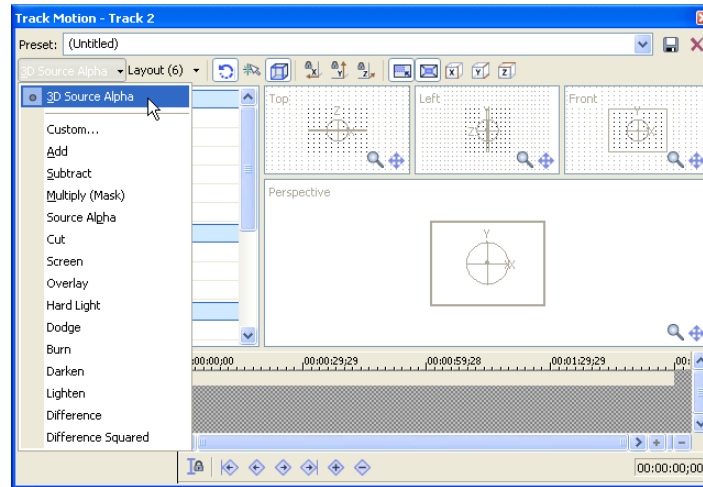 Track Motion - Track 2
Preset: (Untitled)
3D Source Alpha Layout (6)
3D Source Alpha
Custom...
Add
Subtract
Multiply (Mask)
Source Alpha
Cut
Screen
Overlay
Hard Light
Dodge
Burn
Darken
Lighten
Difference
Difference Squared
Top
Z
X
Left
Y
Z
Front
Y
X
Perspective
Y
X
:00:00;00 00:00:29;29 00:00:59;28 00:01:29;29 00:
00:00:00;00